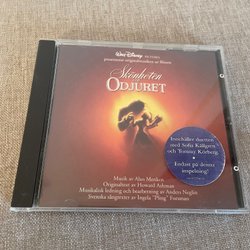 Walt Disney PICTURES
presenterar originalmusiken ur filmen
Skönheten
ODJURET
Innehåller duetten
med Sofia Källgren
och Tommy Körberg
Endast på denna
inspelning!
Musik av Alan Menken
Originaltext av Howard Ashman
Musikalisk ledning och bearbetning av Anders Neglin
Svenska sångtexter av Ingela "Pling" Forsman